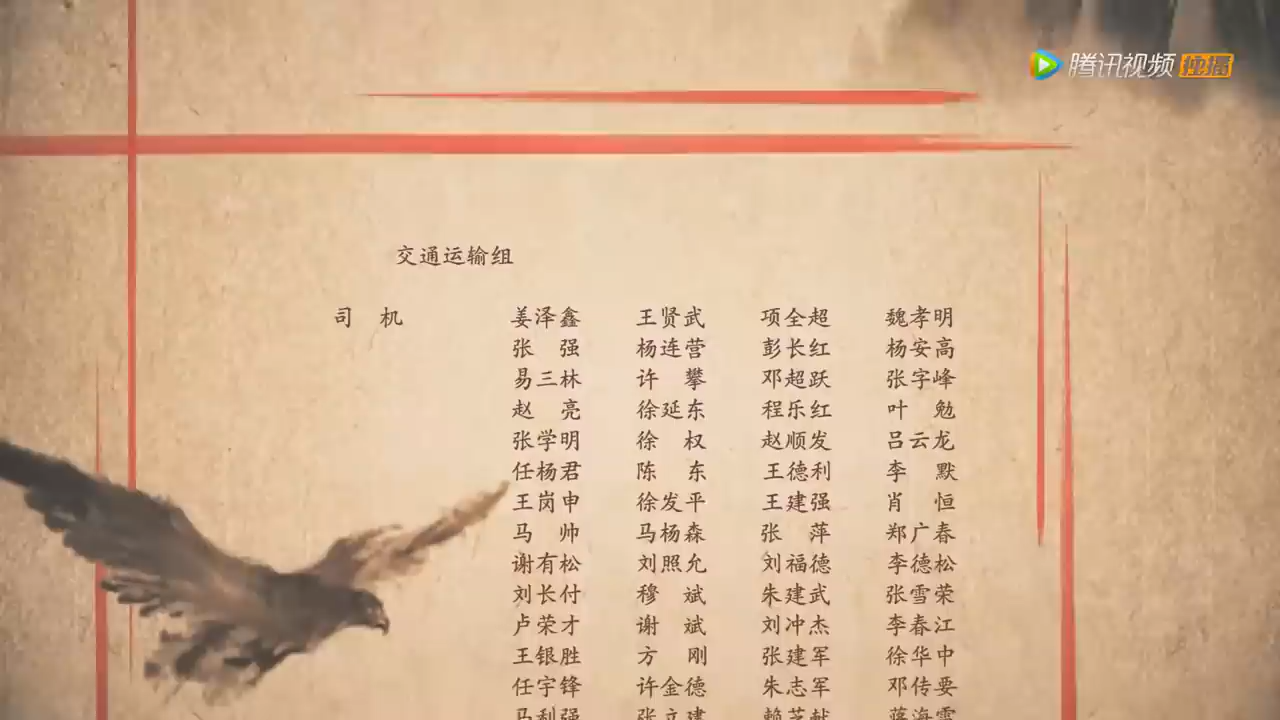 腾讯视频 独播
交通运输组
司 机 姜泽鑫 王贤武 项全超 魏孝明
张 强 杨连营 彭长红 杨安高
易三林 许 攀 邓超跃 张字峰
赵 亮 徐延东 程乐红 叶 勉
张学明 徐 权 赵顺发 吕云龙
任杨君 陈 东 王德利 李 默
王岗申 徐发平 王建强 肖 恒
马 帅 马杨森 张 萍 郑广春
谢有松 刘照允 刘福德 李德松
刘长付 穆 斌 朱建武 张雪荣
卢荣才 谢 斌 刘冲杰 李春江
王银胜 方 刚 张建军 徐华中
任宇锋 许金德 朱志军 邓传要
马利强 张立建